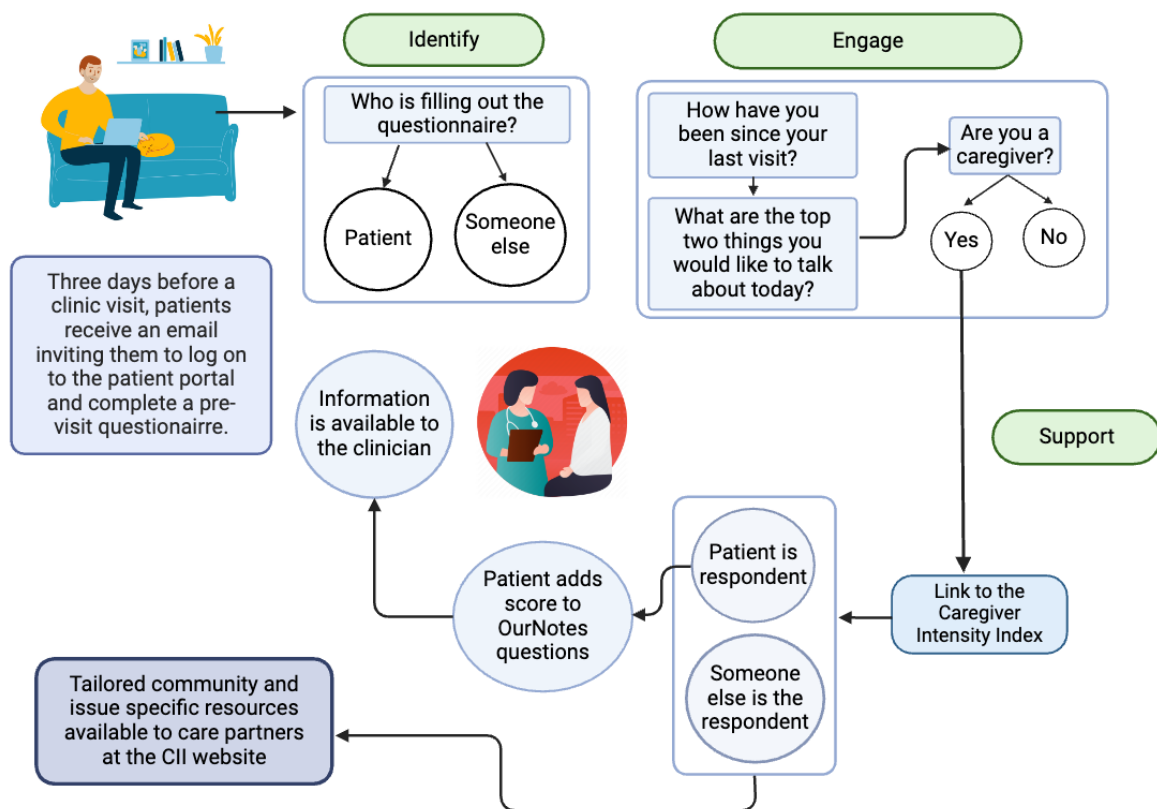 Identify
Engage
Who is filling out the
questionnaire?
Patient
Someone
else
How have you
been since your
last visit?
What are the top
two things you
would like to talk
about today?
Are you a
caregiver?
Yes
No
Three days before a
clinic visit, patients
receive an email
inviting them to log on
to the patient portal
and complete a pre-
visit questionairre.
Information
is available to
the clinician
Support
Patient is
respondent
Patient adds
score to
OurNotes
questions
Link to the
Caregiver
Intensity Index
Someone
else is the
respondent
Tailored community and
issue specific resources
available to care partners
at the CII website